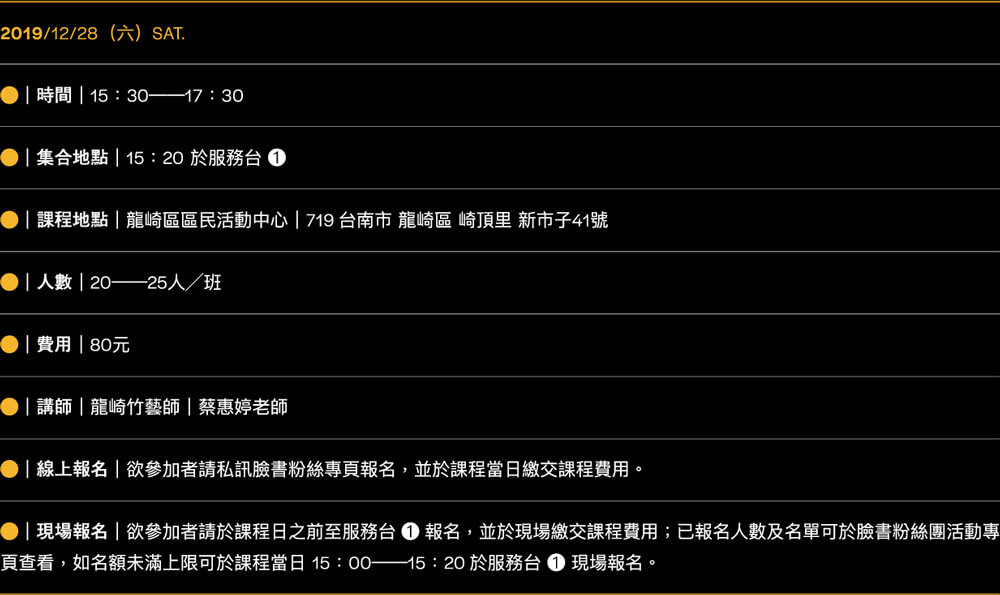 2019/12/28（六）SAT.
●｜時間｜15：30——17：30
●｜集合地點｜15：20 於服務台 ❶
●｜課程地點｜龍崎區區民活動中心｜719 台南市 龍崎區 崎頂里 新市子41號
●｜人數｜20——25人／班
●｜費用｜80元
●｜講師｜龍崎竹藝師｜蔡惠婷老師
●｜線上報名｜欲參加者請私訊臉書粉絲專頁報名，並於課程當日繳交課程費用。
●｜現場報名｜欲參加者請於課程日之前至服務台 ❶ 報名，並於現場繳交課程費用；已報名人數及名單可於臉書粉絲團活動專
頁查看，如名額未滿上限可於課程當日 15：00——15：20 於服務台 ❶ 現場報名。